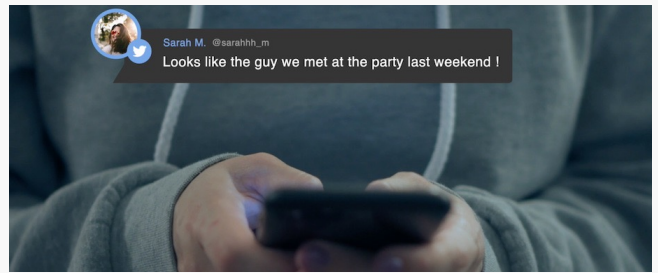 Sarah M. @sarahhh_m
Looks like the guy we met at the party last weekend !